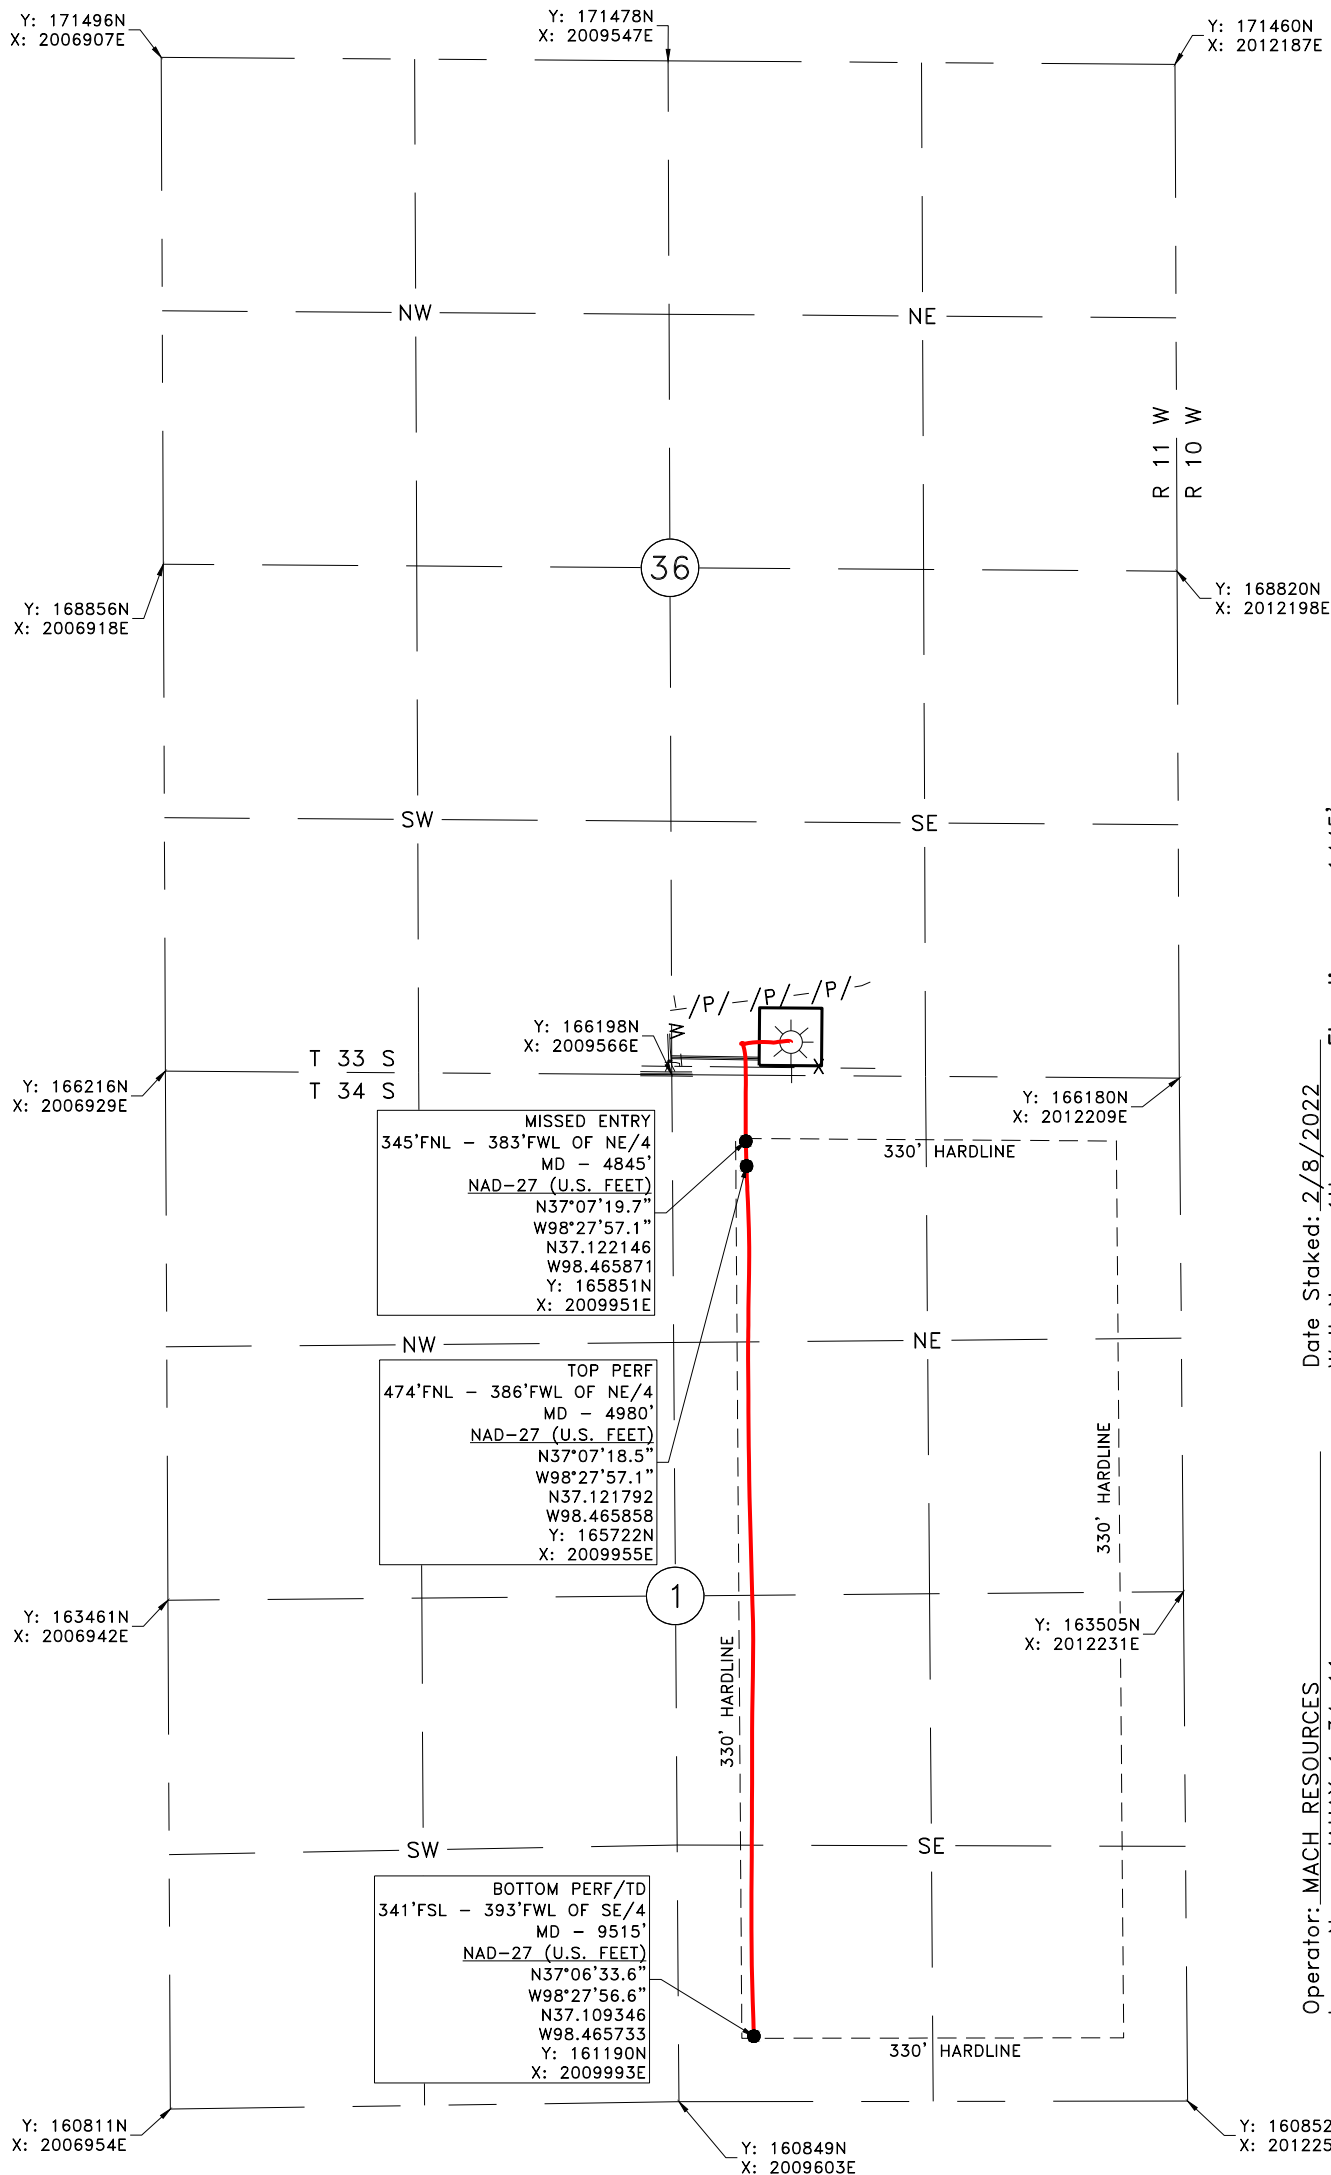 Y: 171496N
X: 2006907E
Y: 171478N
X: 2009547E
Y: 171460N
X: 2012187E
NW
NE
R 11 W
R 10 W
36
Y: 168856N
X: 2006918E
Y: 168820N
X: 2012198E
SW
SE
/P/-/P/-/P/-
W
X
X
Y: 166198N
X: 2009566E
T 33 S
T 34 S
Y: 166216N
X: 2006929E
Y: 166180N
X: 2012209E
MISSED ENTRY
345'FNL - 383'FWL OF NE/4
MD - 4845'
NAD-27 (U.S. FEET)
N37°07'19.7"
W98°27'57.1"
N37.122146
W98.465871
Y: 165851N
X: 2009951E
330' HARDLINE
NW
NE
TOP PERF
474'FNL - 386'FWL OF NE/4
MD - 4980'
NAD-27 (U.S. FEET)
N37°07'18.5"
W98°27'57.1"
N37.121792
W98.465858
Y: 165722N
X: 2009955E
330' HARDLINE
Date Staked: 2/8/2022
1
Y: 163461N
X: 2006942E
Y: 163505N
X: 2012231E
330' HARDLINE
SW
SE
BOTTOM PERF/TD
341'FSL - 393'FWL OF SE/4
MD - 9515'
NAD-27 (U.S. FEET)
N37°06'33.6"
W98°27'56.6"
N37.109346
W98.465733
Y: 161190N
X: 2009993E
330' HARDLINE
Operator: MACH RESOURCES
Y: 160811N
X: 2006954E
Y: 160849N
X: 2009603E
Y: 160852
X: 201225